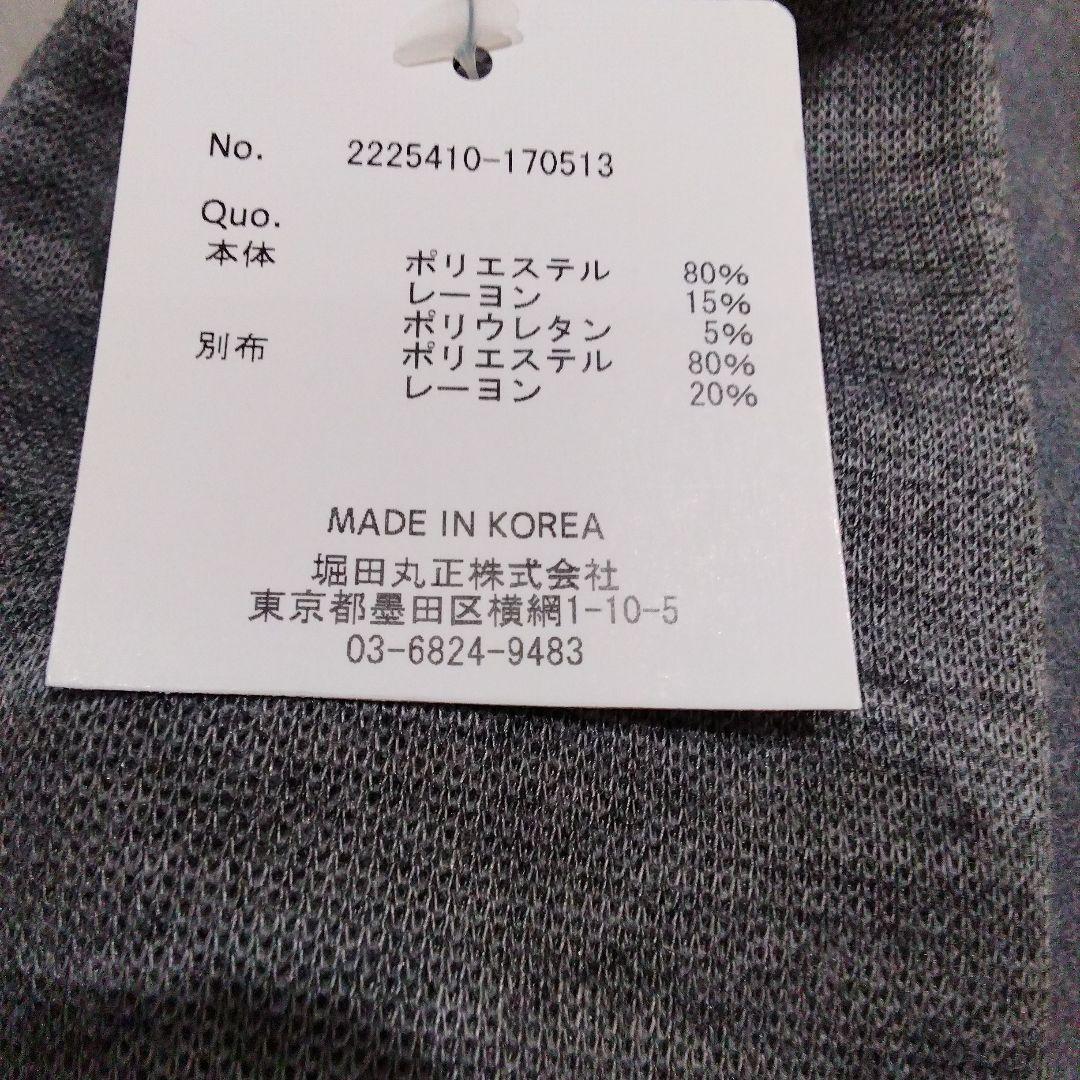 No. 2225410-170513
Quo.
本体 ポリエステル 80%
レーヨン 15%
ポリウレタン 5%
別布 ポリエステル 80%
レーヨン 20%
MADE IN KOREA
堀田丸正株式会社
東京都墨田区横網1-10-5
03-6824-9483